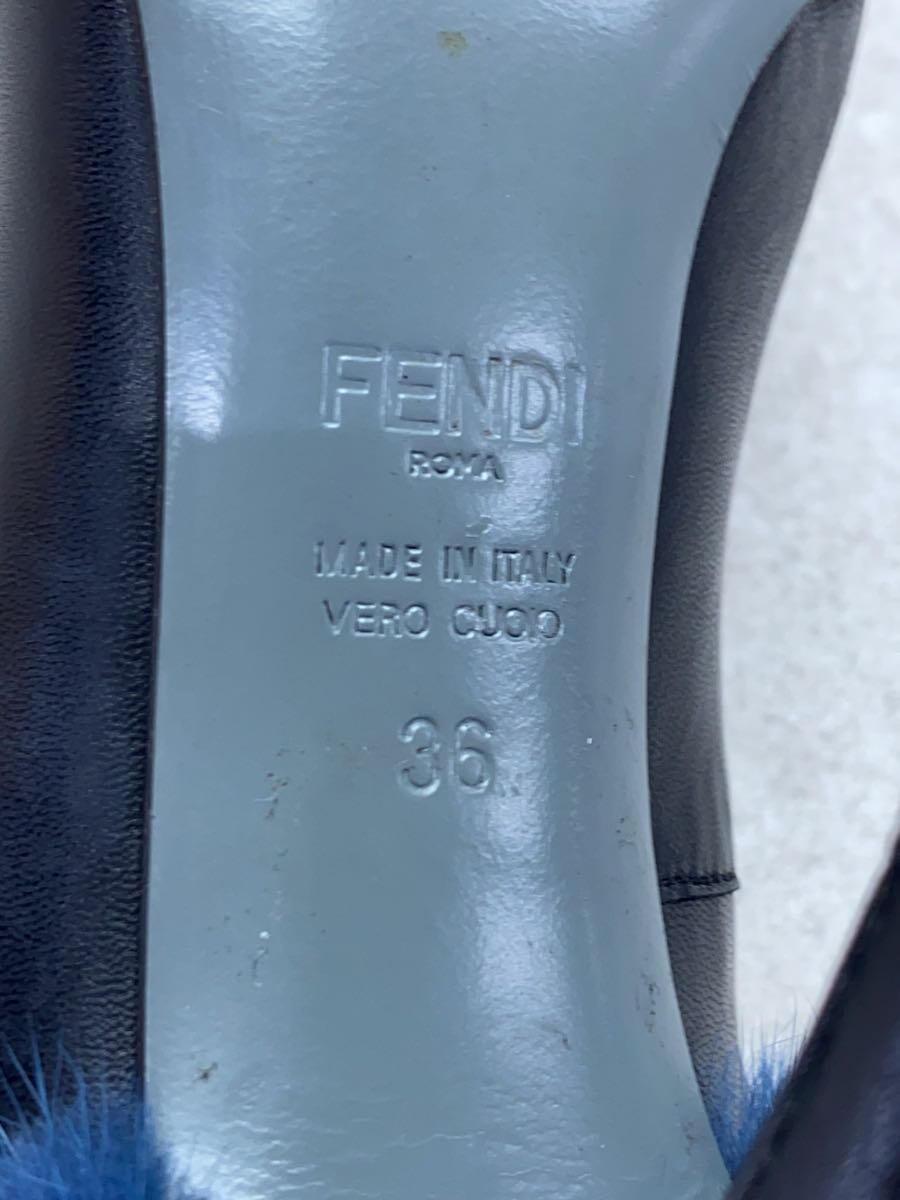 FENDI
ROMA
MADE IN ITALY
VERO CUOIO
36